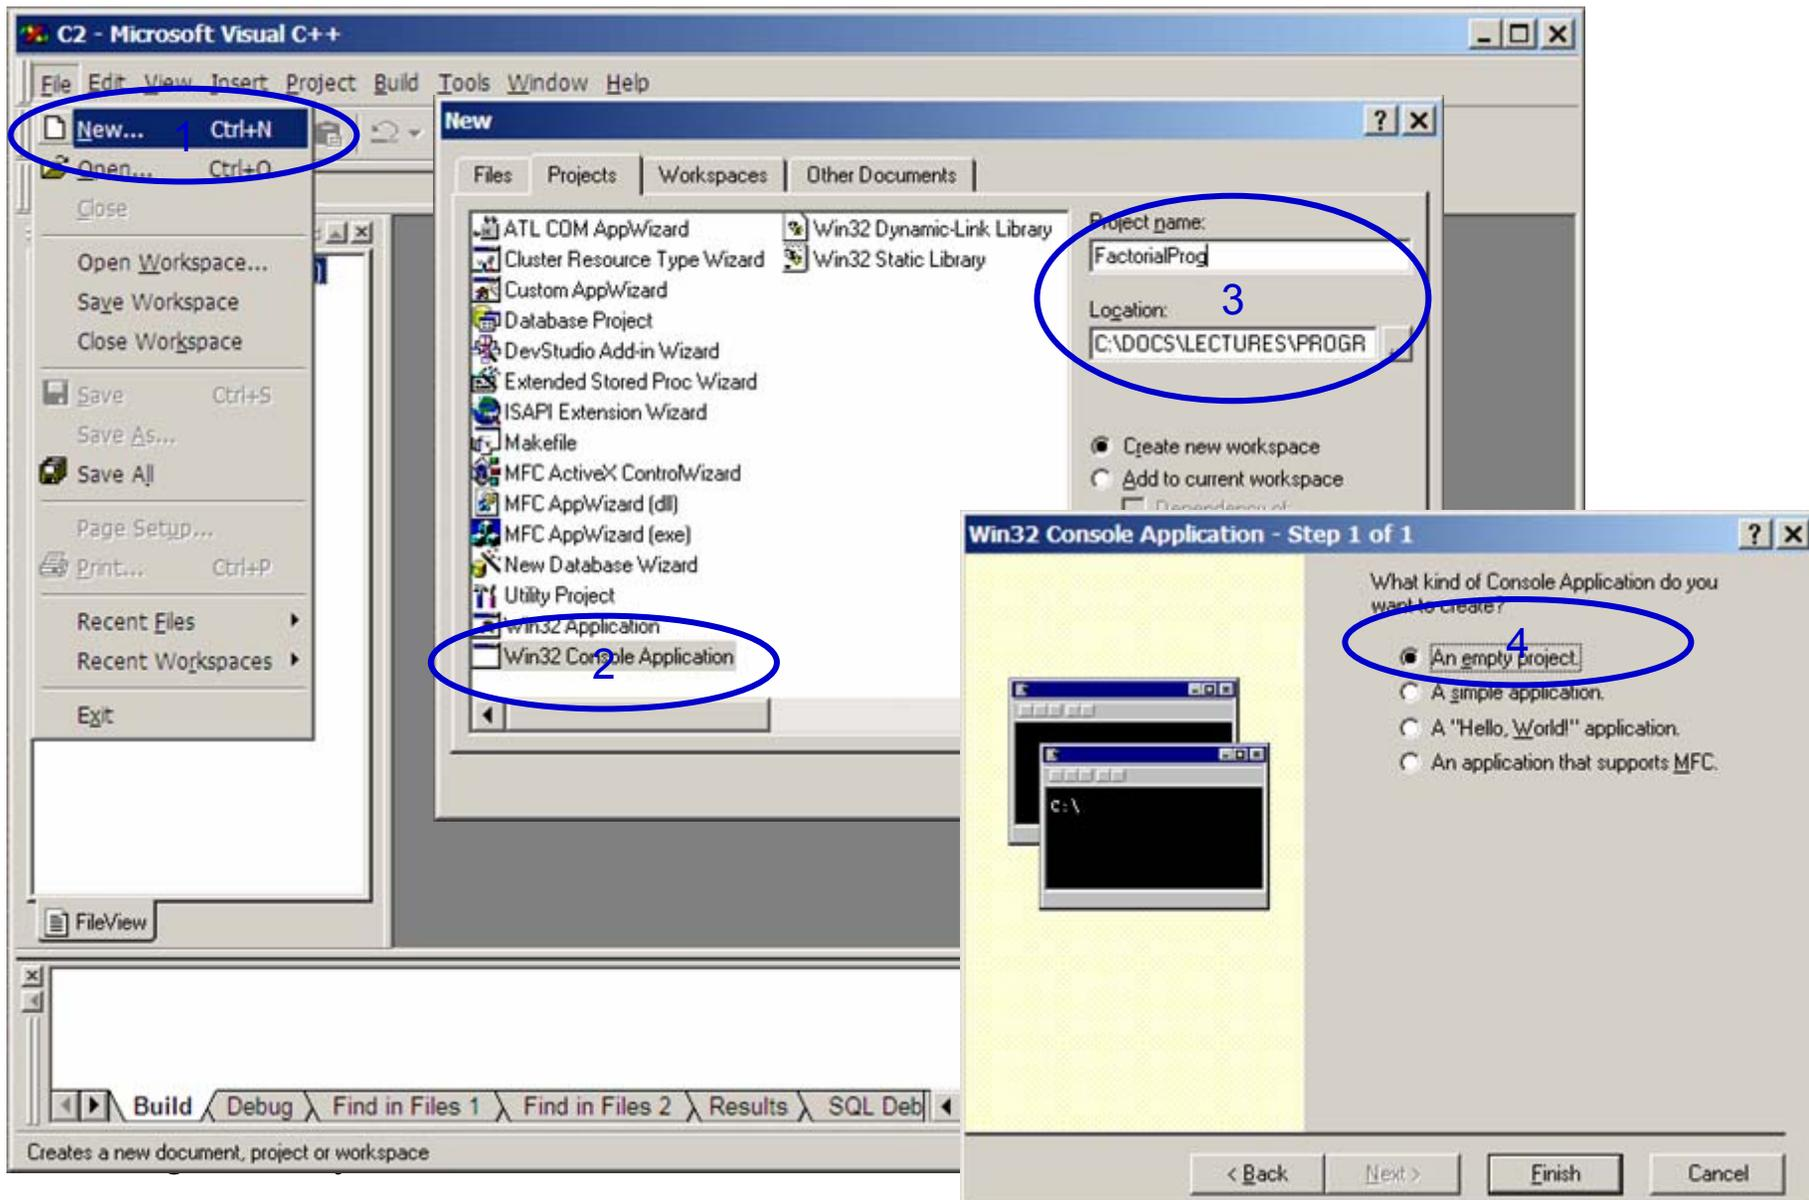 C2 - Microsoft Visual C++
File Edit View Insert Project Build Tools Window Help
1
New... Ctrl+N
Open... Ctrl+O
Close
Open Workspace...
Save Workspace
Close Workspace
Save Ctrl+S
Save As...
Save All
Page Setup...
Print... Ctrl+P
Recent Files
Recent Workspaces
Exit
FileView
New
Files Projects Workspaces Other Documents
ATL COM AppWizard
Cluster Resource Type Wizard
Custom AppWizard
Database Project
DevStudio Add-in Wizard
Extended Stored Proc Wizard
ISAPI Extension Wizard
Makefile
MFC ActiveX ControlWizard
MFC AppWizard (dll)
MFC AppWizard (exe)
New Database Wizard
Utility Project
Win32 Application
Win32 Console Application
2
Win32 Dynamic-Link Library
Win32 Static Library
Project name:
FactorialProg
3
Location:
C:\DOCS\LECTURES\PROGR
...
Create new workspace
Add to current workspace
Dependency of:
Win32 Console Application - Step 1 of 1
What kind of Console Application do you
want to create?
4
An empty project.
A simple application.
A "Hello, World!" application.
An application that supports MFC.
C:\
< Back Next > Finish Cancel
Build Debug Find in Files 1 Find in Files 2 Results SQL Deb
Creates a new document, project or workspace